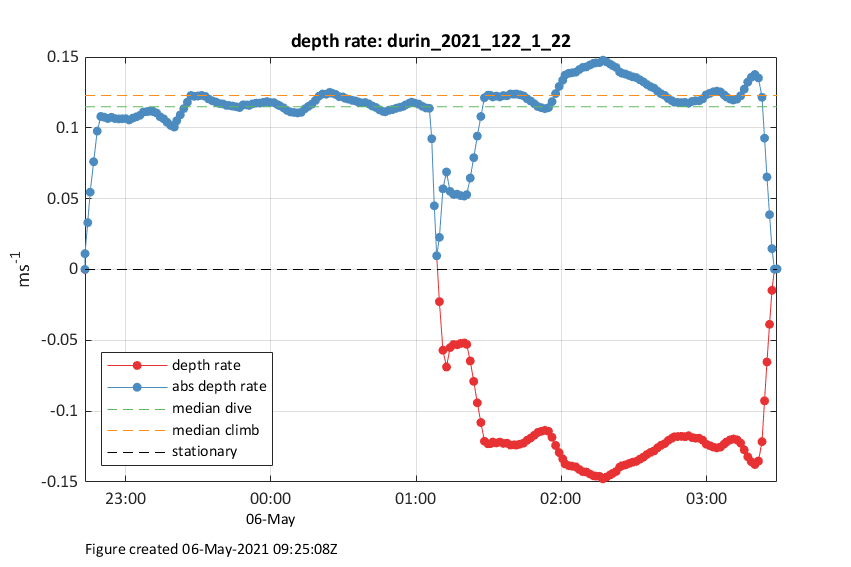 depth rate: durin_2021_122_1_22
0.15
0.1
0.05
0
-0.05
-0.1
-0.15
ms-1
depth rate
abs depth rate
median dive
median climb
stationary
23:00 00:00 01:00 02:00 03:00
06-May
Figure created 06-May-2021 09:25:08Z